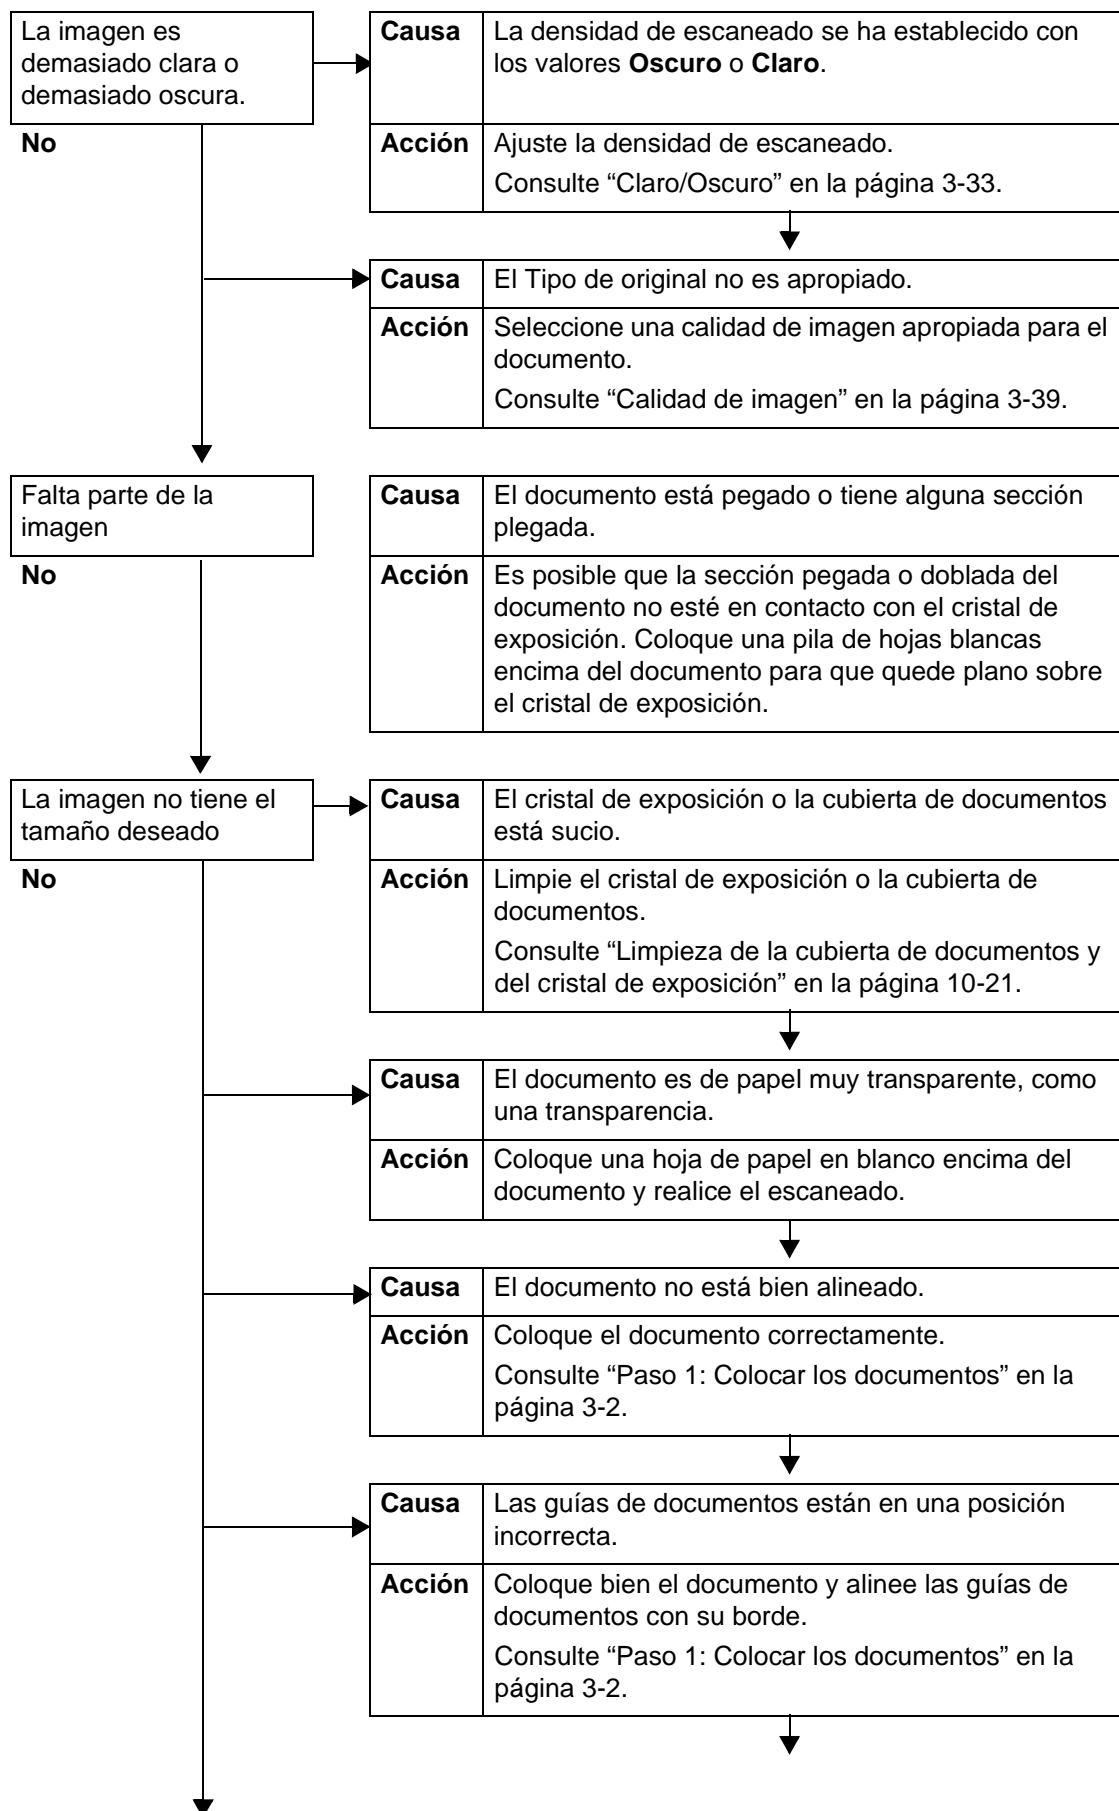 La imagen es
demasiado clara o
demasiado oscura.
No
Causa
La densidad de escaneado se ha establecido con
los valores Oscuro o Claro.
Acción
Ajuste la densidad de escaneado.
Consulte “Claro/Oscuro” en la página 3-33.
Causa
El Tipo de original no es apropiado.
Acción
Seleccione una calidad de imagen apropiada para el
documento.
Consulte “Calidad de imagen” en la página 3-39.
Falta parte de la
imagen
No
Causa
El documento está pegado o tiene alguna sección
plegada.
Acción
Es posible que la sección pegada o doblada del
documento no esté en contacto con el cristal de
exposición. Coloque una pila de hojas blancas
encima del documento para que quede plano sobre
el cristal de exposición.
La imagen no tiene el
tamaño deseado
No
Causa
El cristal de exposición o la cubierta de documentos
está sucio.
Acción
Limpie el cristal de exposición o la cubierta de
documentos.
Consulte “Limpieza de la cubierta de documentos y
del cristal de exposición” en la página 10-21.
Causa
El documento es de papel muy transparente, como
una transparencia.
Acción
Coloque una hoja de papel en blanco encima del
documento y realice el escaneado.
Causa
El documento no está bien alineado.
Acción
Coloque el documento correctamente.
Consulte “Paso 1: Colocar los documentos” en la
página 3-2.
Causa
Las guías de documentos están en una posición
incorrecta.
Acción
Coloque bien el documento y alinee las guías de
documentos con su borde.
Consulte “Paso 1: Colocar los documentos” en la
página 3-2.